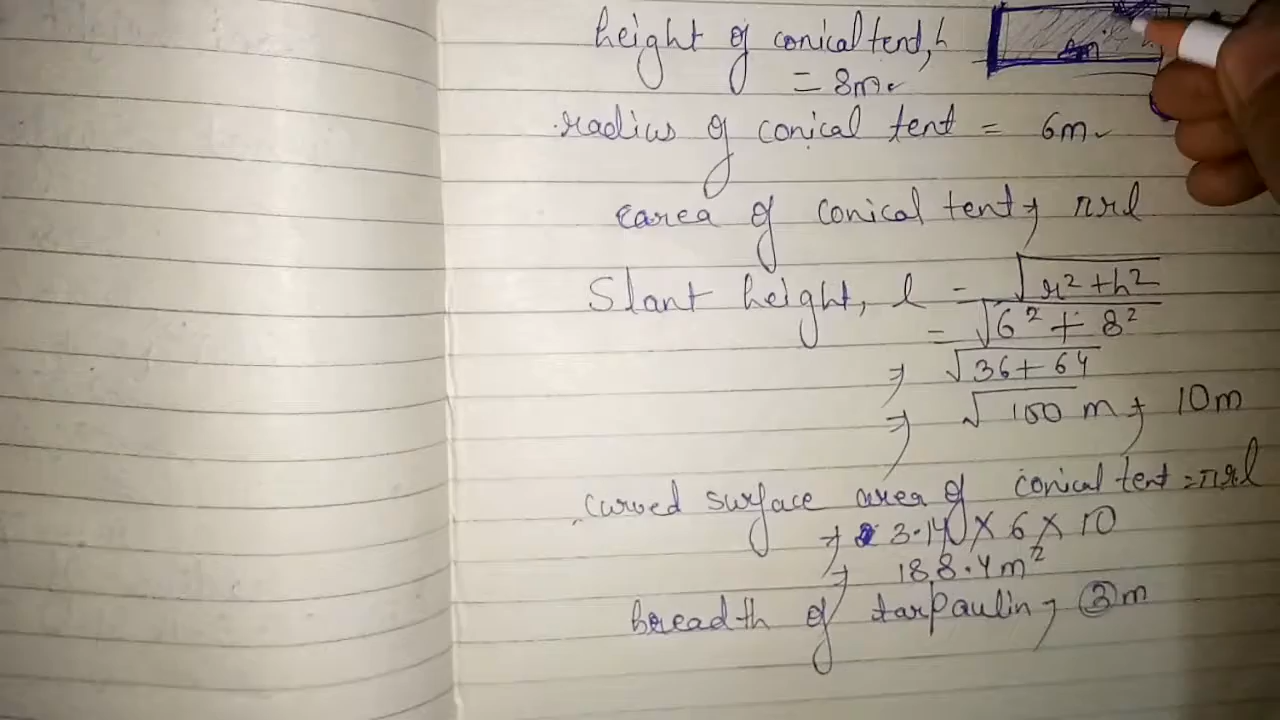 height of conical tend, h
= 8m
radius of conical tent = 6m
area of conical tent → πrl
Slant height, l = √r² + h²
= √6² + 8²
⇒ √36 + 64
⇒ √100 m ⇒ 10m
curved surface area of conical tent = πrl
⇒ 3.14 × 6 × 10
⇒ 188.4m²
breadth of tarpaulin ⇒ 3m